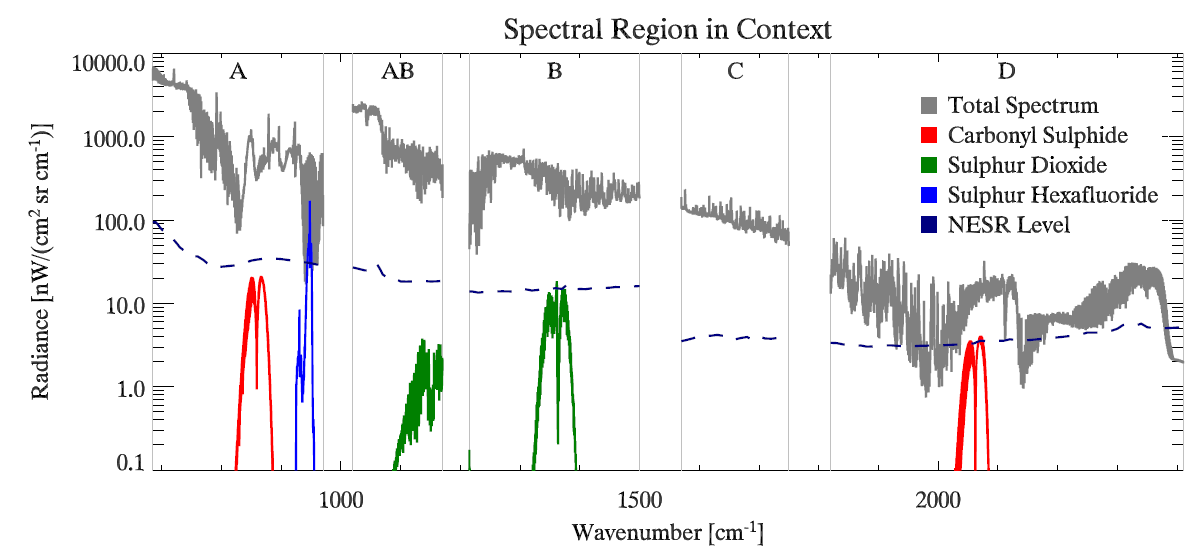 Spectral Region in Context
A AB B C D
10000.0
1000.0
100.0
10.0
1.0
0.1
Radiance [nW/(cm² sr cm⁻¹)]
Total Spectrum
Carbonyl Sulphide
Sulphur Dioxide
Sulphur Hexafluoride
NESR Level
1000 1500 2000
Wavenumber [cm⁻¹]